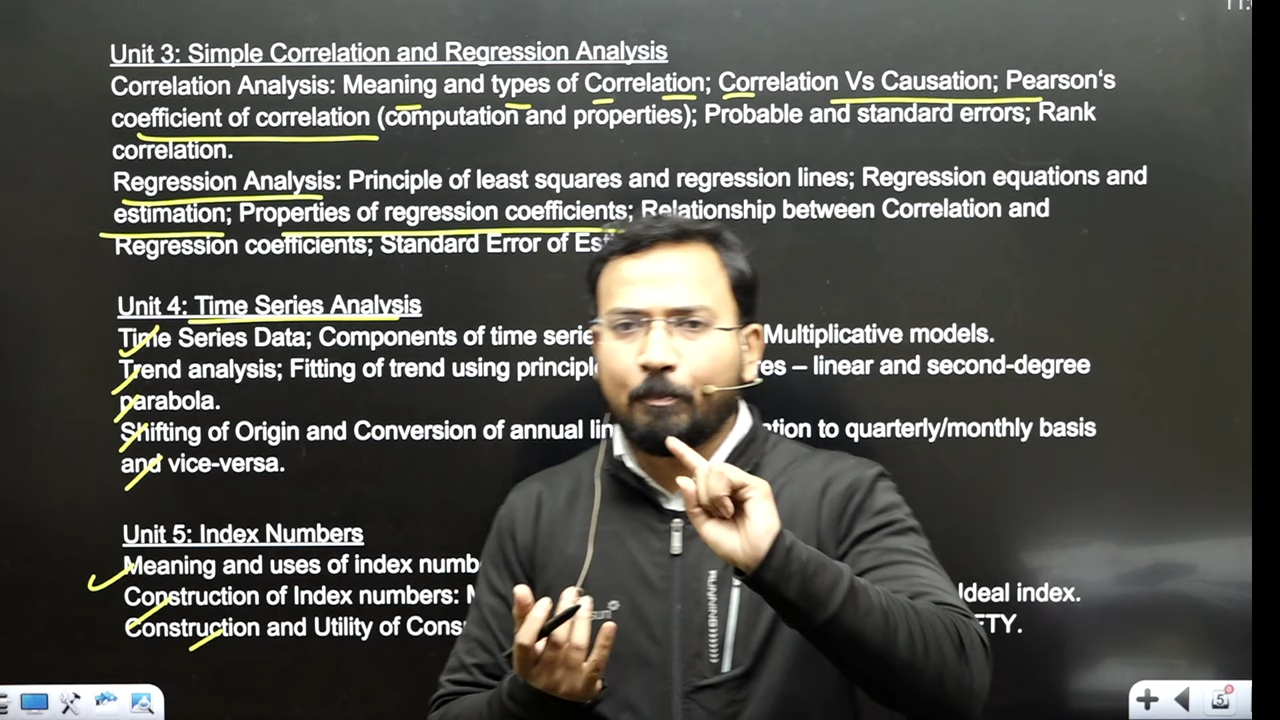 Unit 3: Simple Correlation and Regression Analysis
Correlation Analysis: Meaning and types of Correlation; Correlation Vs Causation; Pearson‘s
coefficient of correlation (computation and properties); Probable and standard errors; Rank
correlation.
Regression Analysis: Principle of least squares and regression lines; Regression equations and
estimation; Properties of regression coefficients; Relationship between Correlation and
Regression coefficients; Standard Error of
Unit 4: Time Series Analysis
Time Series Data; Components of time Multiplicative models.
Trend analysis; Fitting of trend using – linear and second-degree
parabola.
Shifting of Origin and Conversion of annual to quarterly/monthly basis
and vice-versa.
Unit 5: Index Numbers
Meaning and uses of index
Construction of Index numbers: Ideal index.
Construction and Utility of
RUNNING
5